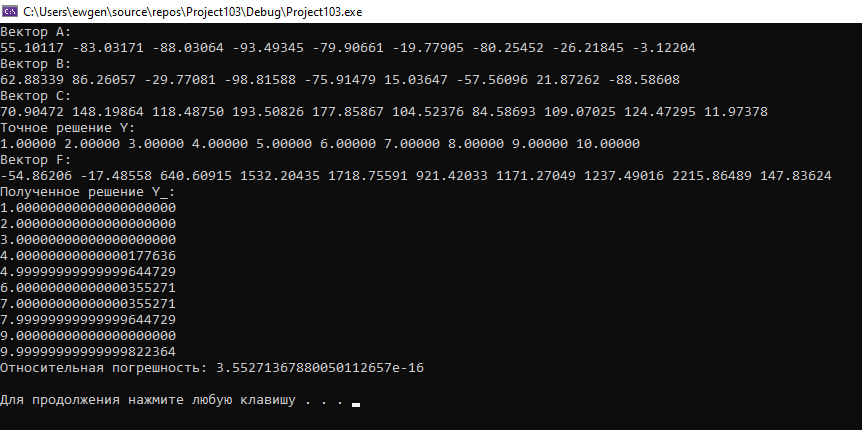 C:\Users\ewgen\source\repos\Project103\Debug\Project103.exe
Вектор A:
55.10117 -83.03171 -88.03064 -93.49345 -79.90661 -19.77905 -80.25452 -26.21845 -3.12204
Вектор B:
62.88339 86.26057 -29.77081 -98.81588 -75.91479 15.03647 -57.56096 21.87262 -88.58608
Вектор C:
70.90472 148.19864 118.48750 193.50826 177.85867 104.52376 84.58693 109.07025 124.47295 11.97378
Точное решение Y:
1.00000 2.00000 3.00000 4.00000 5.00000 6.00000 7.00000 8.00000 9.00000 10.00000
Вектор F:
-54.86206 -17.48558 640.60915 1532.20435 1718.75591 921.42033 1171.27049 1237.49016 2215.86489 147.83624
Полученное решение Y_:
1.00000000000000000000
2.00000000000000000000
3.00000000000000000000
4.00000000000000177636
4.99999999999999644729
6.00000000000000355271
7.00000000000000355271
7.99999999999999644729
9.00000000000000000000
9.99999999999999822364
Относительная погрешность: 3.55271367880050112657e-16
Для продолжения нажмите любую клавишу . . .